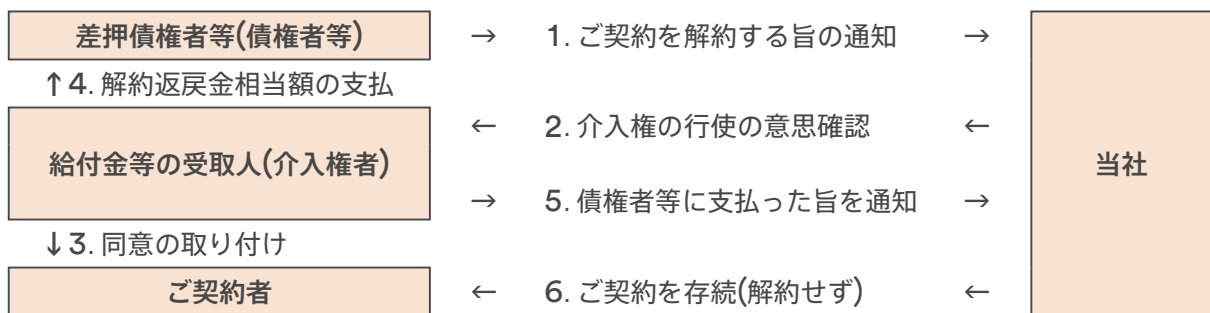 差押債権者等(債権者等) → 1. ご契約を解約する旨の通知 →
↑4. 解約返戻金相当額の支払
← 2. 介入権の行使の意思確認 ←
給付金等の受取人(介入権者) 当社
→ 5. 債権者等に支払った旨を通知 →
↓3. 同意の取り付け
ご契約者 ← 6. ご契約を存続(解約せず) ←